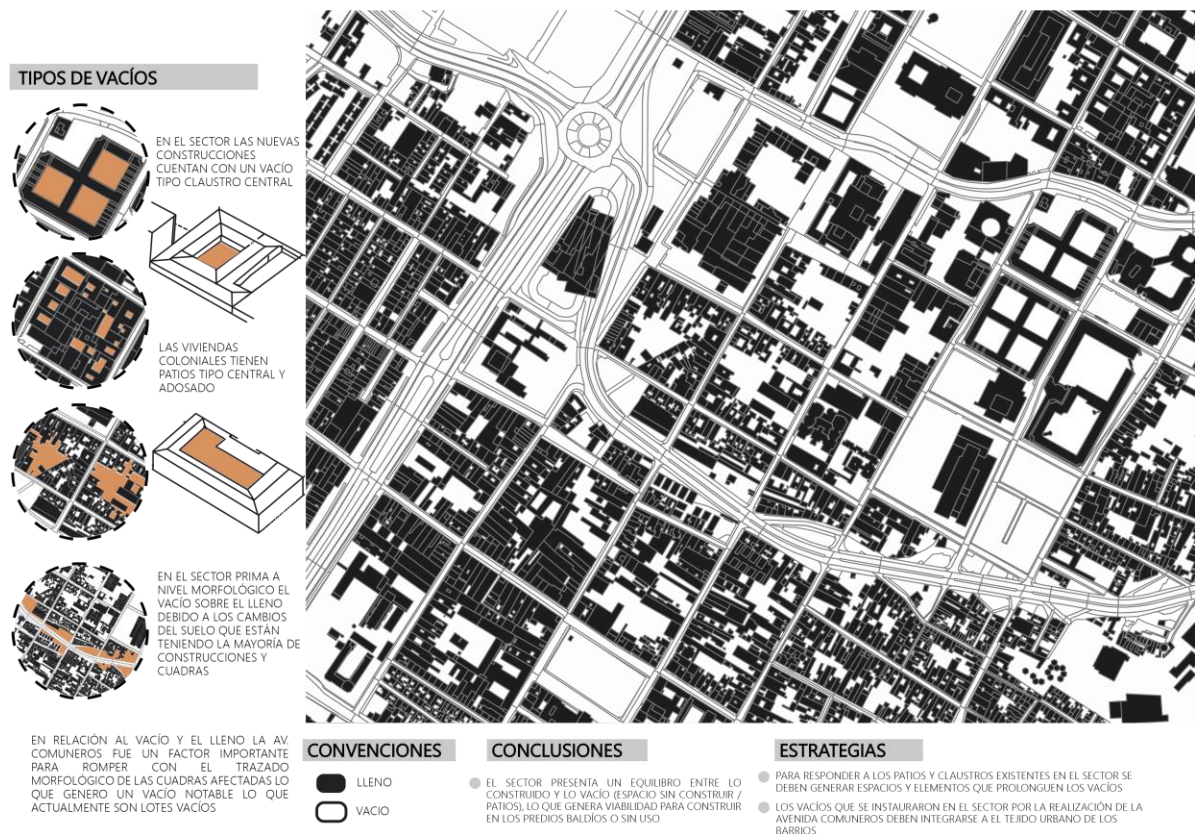 TIPOS DE VACÍOS
EN EL SECTOR LAS NUEVAS
CONSTRUCCIONES
CUENTAN CON UN VACÍO
TIPO CLAUSTRO CENTRAL
LAS VIVIENDAS
COLONIALES TIENEN
PATIOS TIPO CENTRAL Y
ADOSADO
EN EL SECTOR PRIMA A
NIVEL MORFOLÓGICO EL
VACÍO SOBRE EL LLENO
DEBIDO A LOS CAMBIOS
DEL SUELO QUE ESTÁN
TENIENDO LA MAYORÍA DE
CONSTRUCCIONES Y
CUADRAS
EN RELACIÓN AL VACÍO Y EL LLENO LA AV.
COMUNEROS FUE UN FACTOR IMPORTANTE
PARA ROMPER CON EL TRAZADO
MORFOLÓGICO DE LAS CUADRAS AFECTADAS LO
QUE GENERO UN VACÍO NOTABLE LO QUE
ACTUALMENTE SON LOTES VACÍOS
CONVENCIONES
LLENO
VACIO
CONCLUSIONES
EL SECTOR PRESENTA UN EQUILIBRO ENTRE LO
CONSTRUIDO Y LO VACÍO (ESPACIO SIN CONSTRUIR /
PATIOS), LO QUE GENERA VIABILIDAD PARA CONSTRUIR
EN LOS PREDIOS BALDÍOS O SIN USO
ESTRATEGIAS
PARA RESPONDER A LOS PATIOS Y CLAUSTROS EXISTENTES EN EL SECTOR SE
DEBEN GENERAR ESPACIOS Y ELEMENTOS QUE PROLONGUEN LOS VACÍOS
LOS VACÍOS QUE SE INSTAURARON EN EL SECTOR POR LA REALIZACIÓN DE LA
AVENIDA COMUNEROS DEBEN INTEGRARSE A EL TEJIDO URBANO DE LOS
BARRIOS